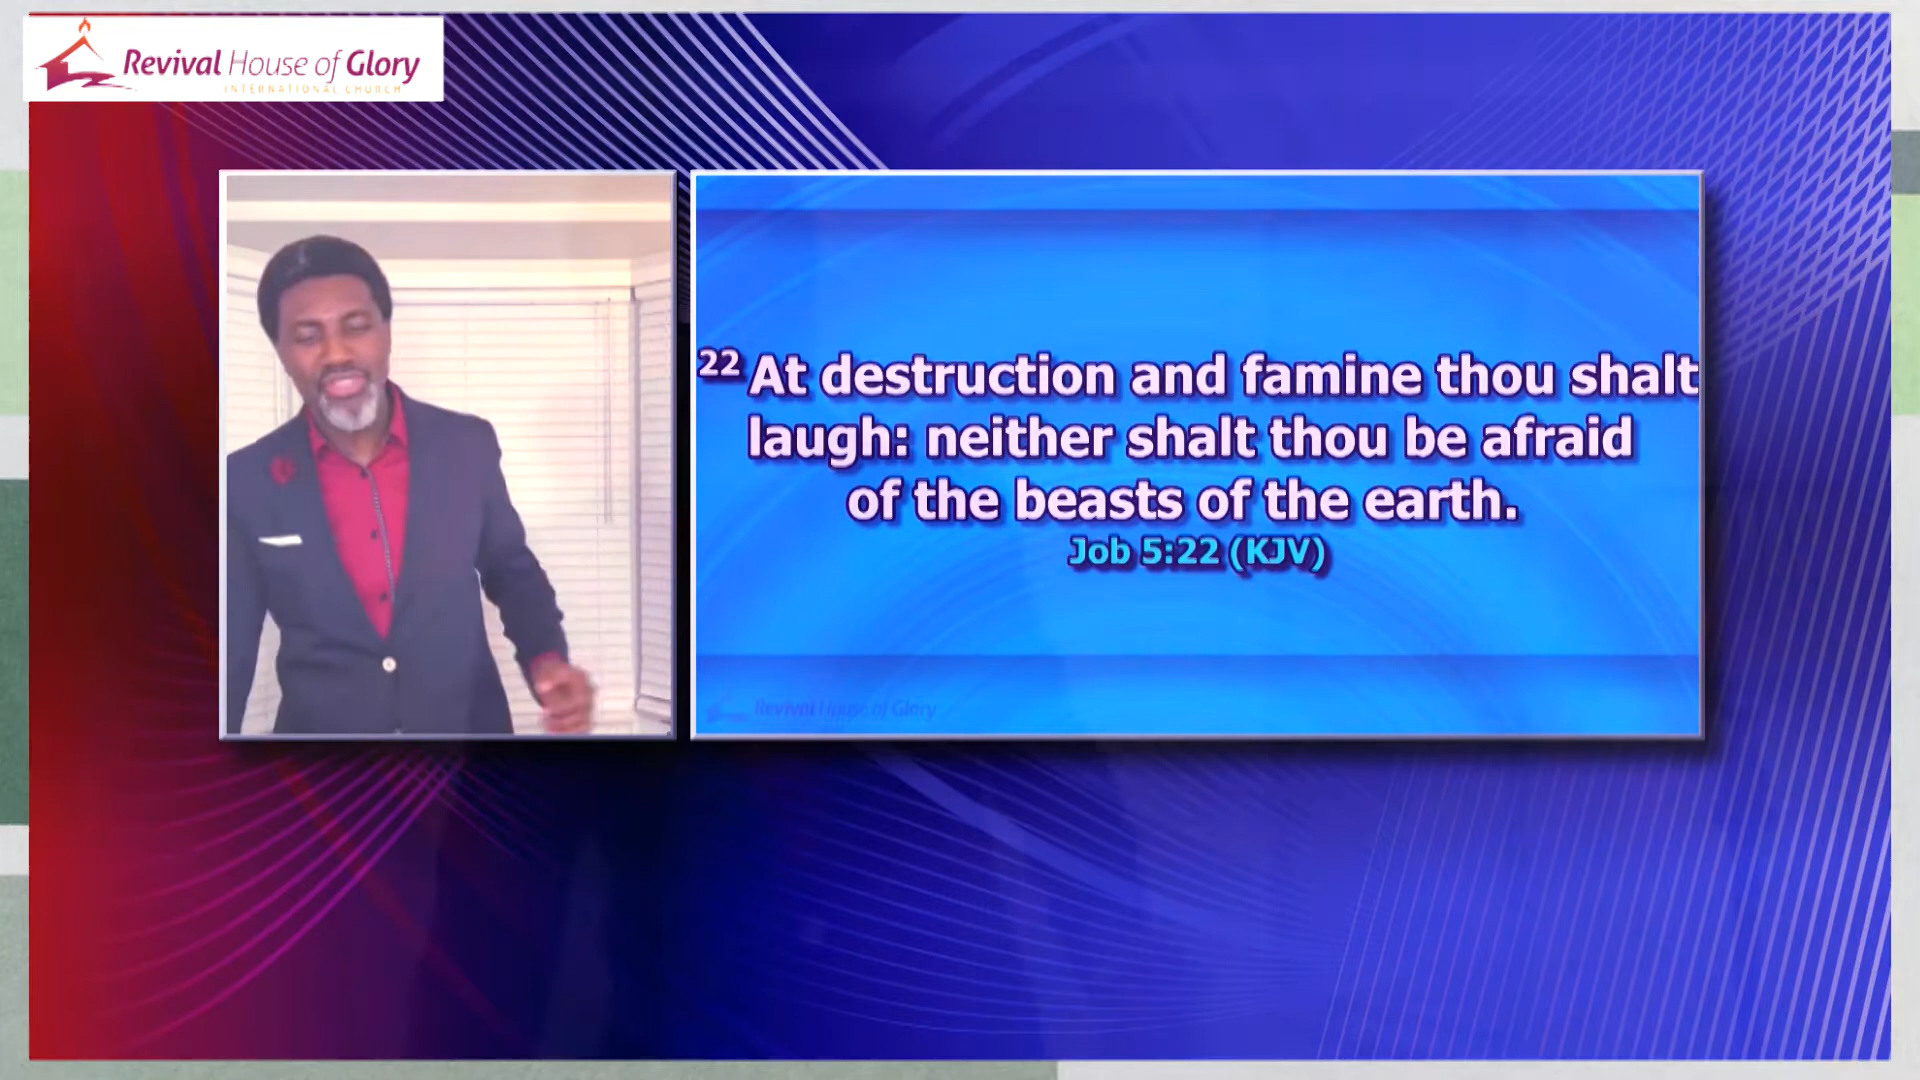 Revival House of Glory
INTERNATIONAL CHURCH
22 At destruction and famine thou shalt
laugh: neither shalt thou be afraid
of the beasts of the earth.
Job 5:22 (KJV)
Revival House of Glory